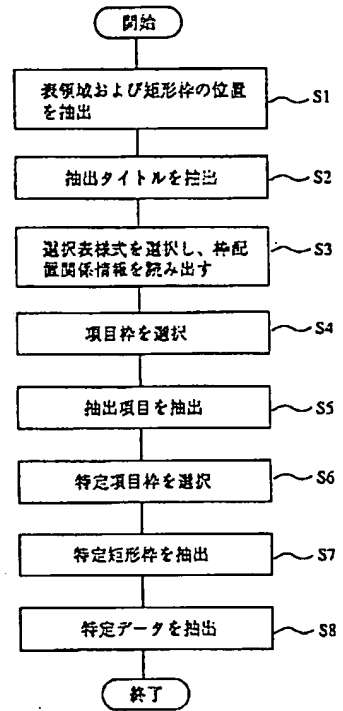 開始
表領域および矩形枠の位置
を抽出
S1
抽出タイトルを抽出
S2
選択表様式を選択し、枠配
置関係情報を読み出す
S3
項目枠を選択
S4
抽出項目を抽出
S5
特定項目枠を選択
S6
特定矩形枠を抽出
S7
特定データを抽出
S8
終了